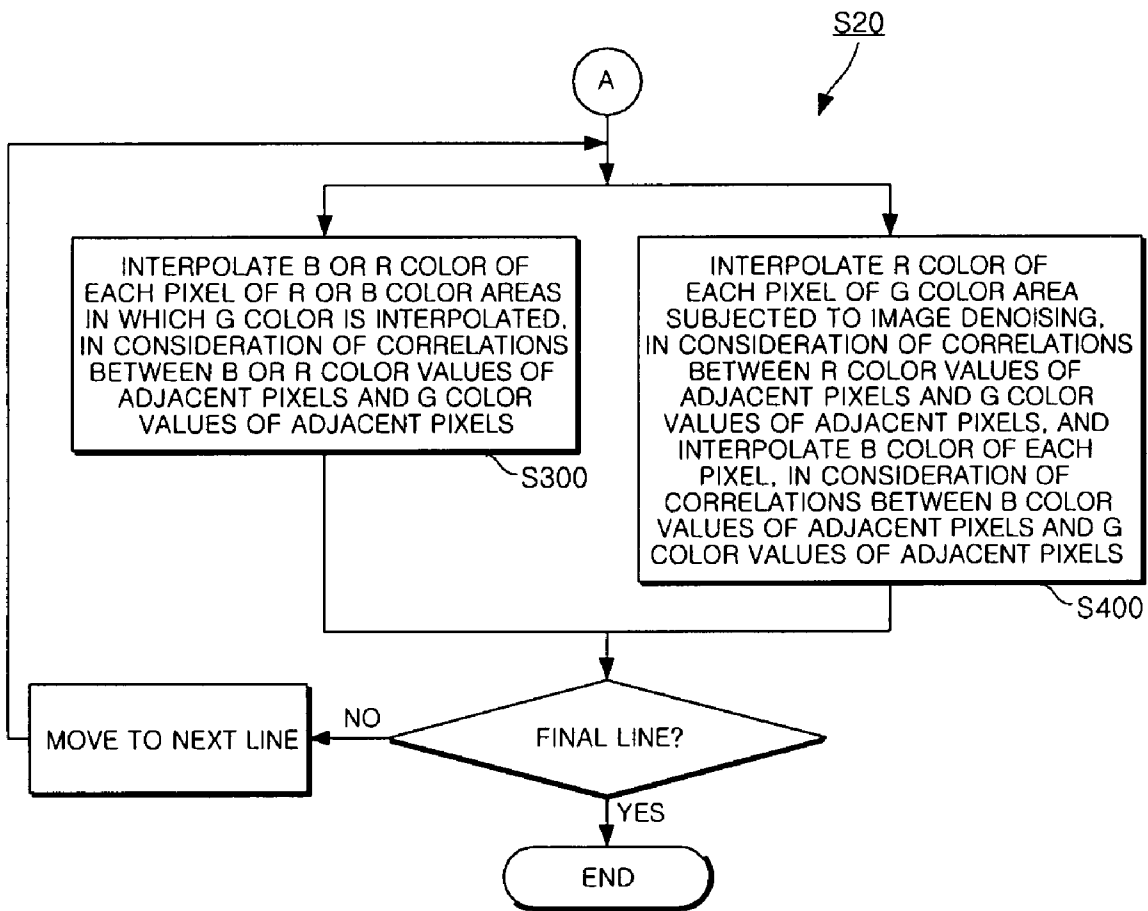 S20
A
INTERPOLATE B OR R COLOR OF
EACH PIXEL OF R OR B COLOR AREAS
IN WHICH G COLOR IS INTERPOLATED,
IN CONSIDERATION OF CORRELATIONS
BETWEEN B OR R COLOR VALUES OF
ADJACENT PIXELS AND G COLOR
VALUES OF ADJACENT PIXELS
S300
INTERPOLATE R COLOR OF
EACH PIXEL OF G COLOR AREA
SUBJECTED TO IMAGE DENOISING,
IN CONSIDERATION OF CORRELATIONS
BETWEEN R COLOR VALUES OF
ADJACENT PIXELS AND G COLOR
VALUES OF ADJACENT PIXELS, AND
INTERPOLATE B COLOR OF EACH
PIXEL, IN CONSIDERATION OF
CORRELATIONS BETWEEN B COLOR
VALUES OF ADJACENT PIXELS AND G
COLOR VALUES OF ADJACENT PIXELS
S400
MOVE TO NEXT LINE
NO
FINAL LINE?
YES
END